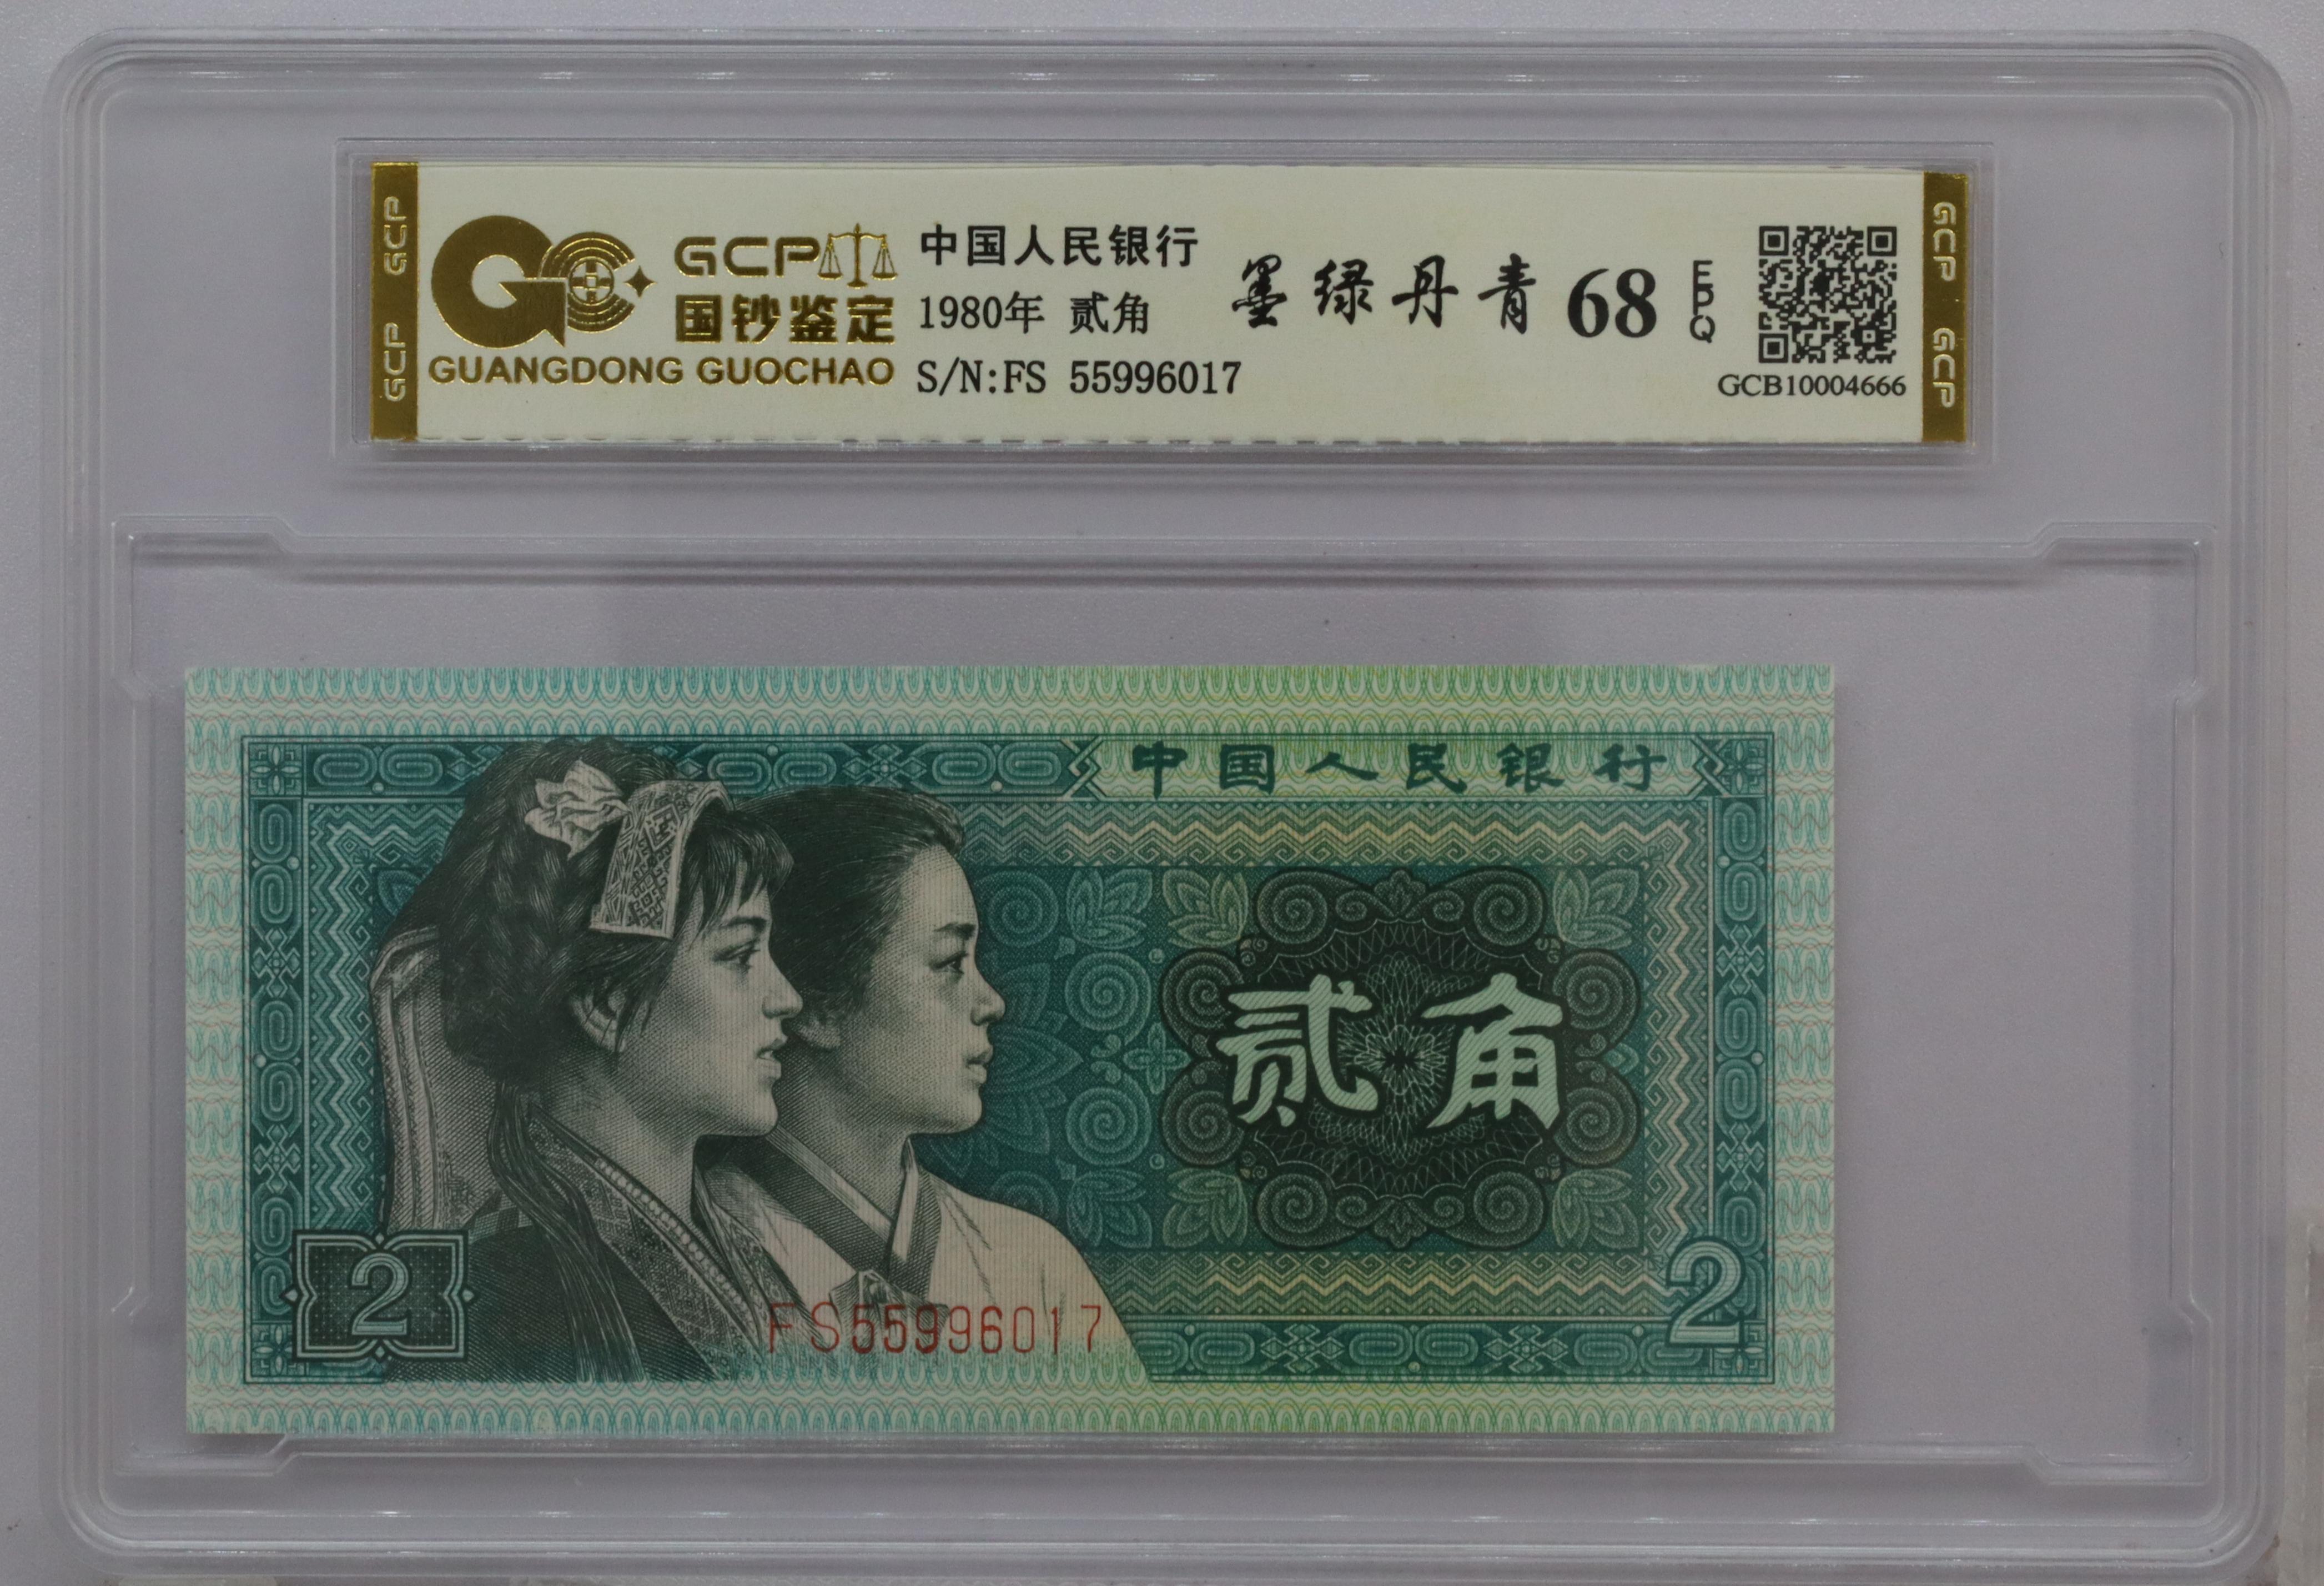 GCP GCP
GCP
国钞鉴定
GUANGDONG GUOCHAO
中国人民银行
1980年 贰角
S/N:FS 55996017
墨绿丹青 68 EPQ
GCB10004666
GCP GCP
中国人民银行
贰角
2
FS55996017
2